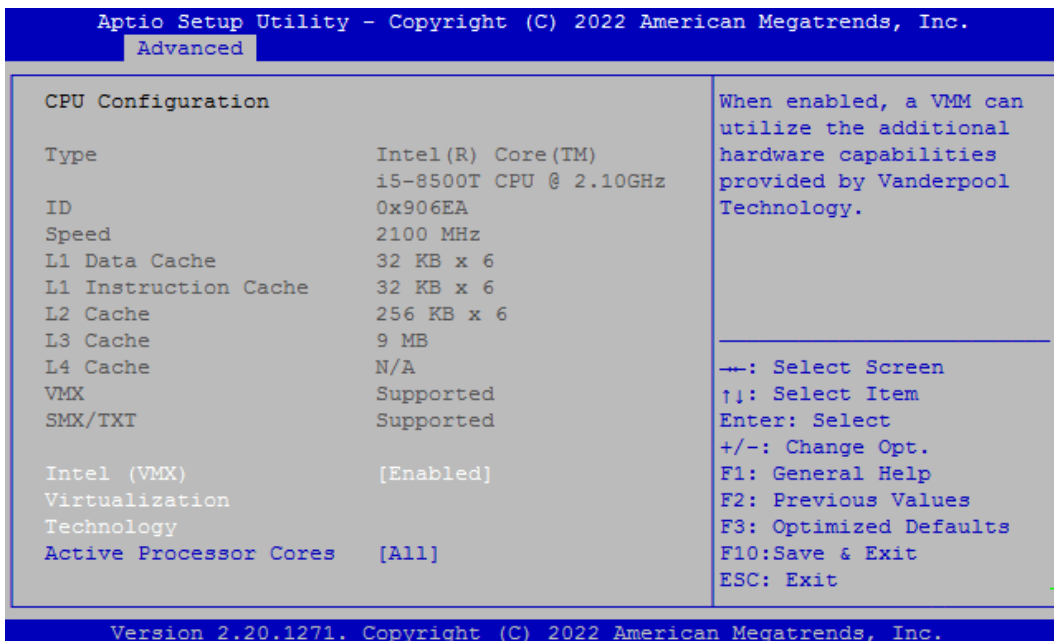 Aptio Setup Utility - Copyright (C) 2022 American Megatrends, Inc.
Advanced
CPU Configuration
Type Intel(R) Core(TM)
i5-8500T CPU @ 2.10GHz
ID 0x906EA
Speed 2100 MHz
L1 Data Cache 32 KB x 6
L1 Instruction Cache 32 KB x 6
L2 Cache 256 KB x 6
L3 Cache 9 MB
L4 Cache N/A
VMX Supported
SMX/TXT Supported
Intel (VMX) [Enabled]
Virtualization
Technology
Active Processor Cores [All]
When enabled, a VMM can
utilize the additional
hardware capabilities
provided by Vanderpool
Technology.
→←: Select Screen
↑↓: Select Item
Enter: Select
+/-: Change Opt.
F1: General Help
F2: Previous Values
F3: Optimized Defaults
F10:Save & Exit
ESC: Exit
Version 2.20.1271. Copyright (C) 2022 American Megatrends, Inc.